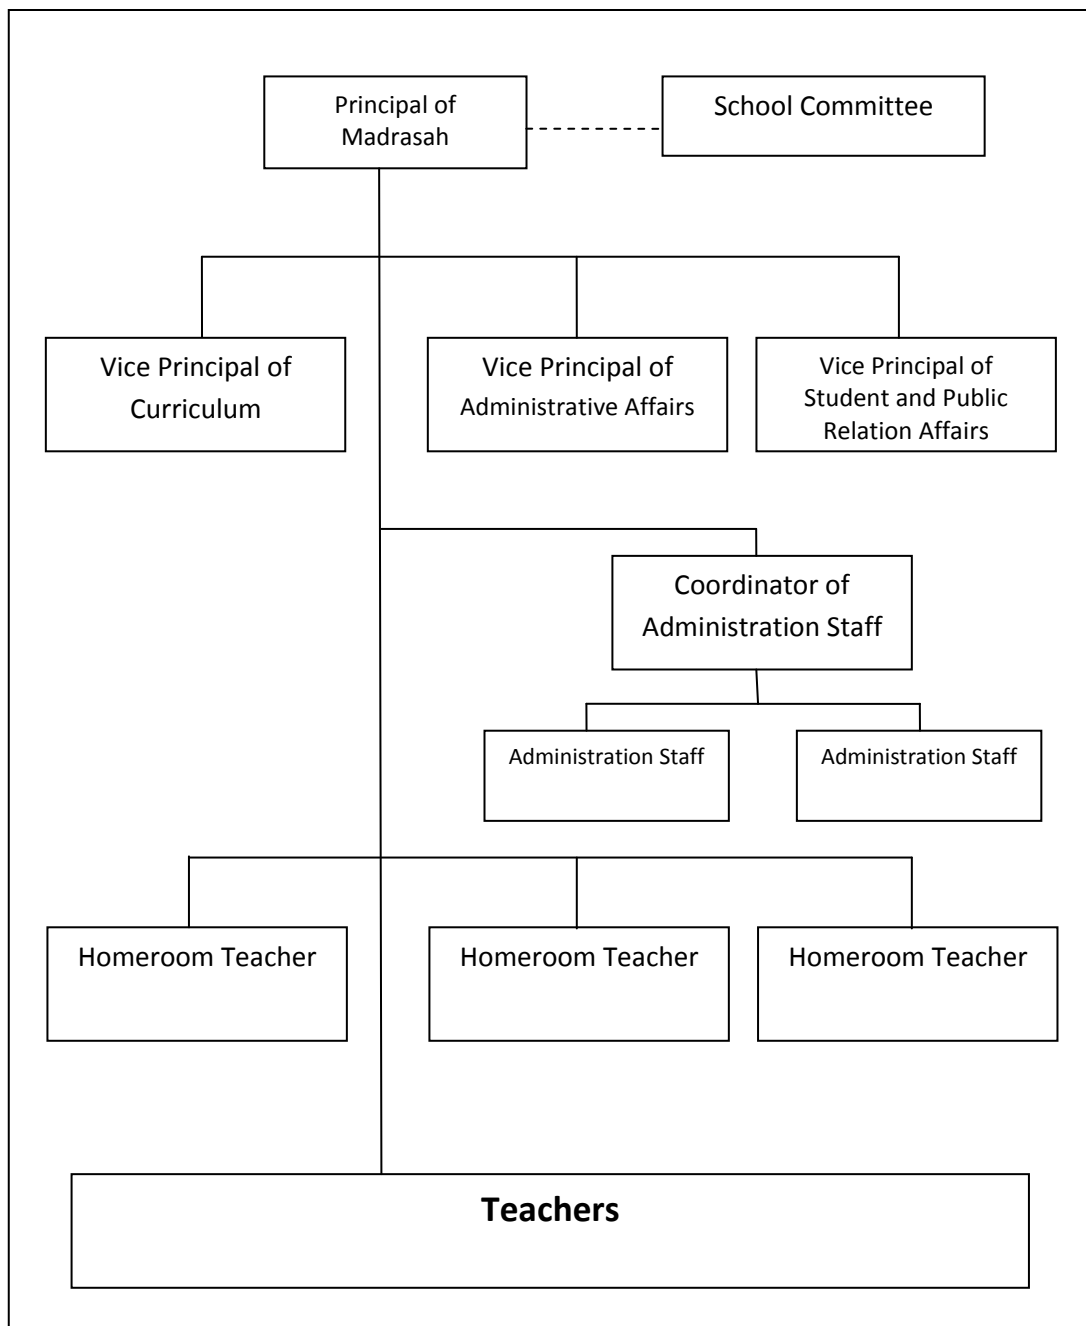 Principal of
Madrasah
School Committee
Vice Principal of
Curriculum
Vice Principal of
Administrative Affairs
Vice Principal of
Student and Public
Relation Affairs
Coordinator of
Administration Staff
Administration Staff
Administration Staff
Homeroom Teacher
Homeroom Teacher
Homeroom Teacher
Teachers